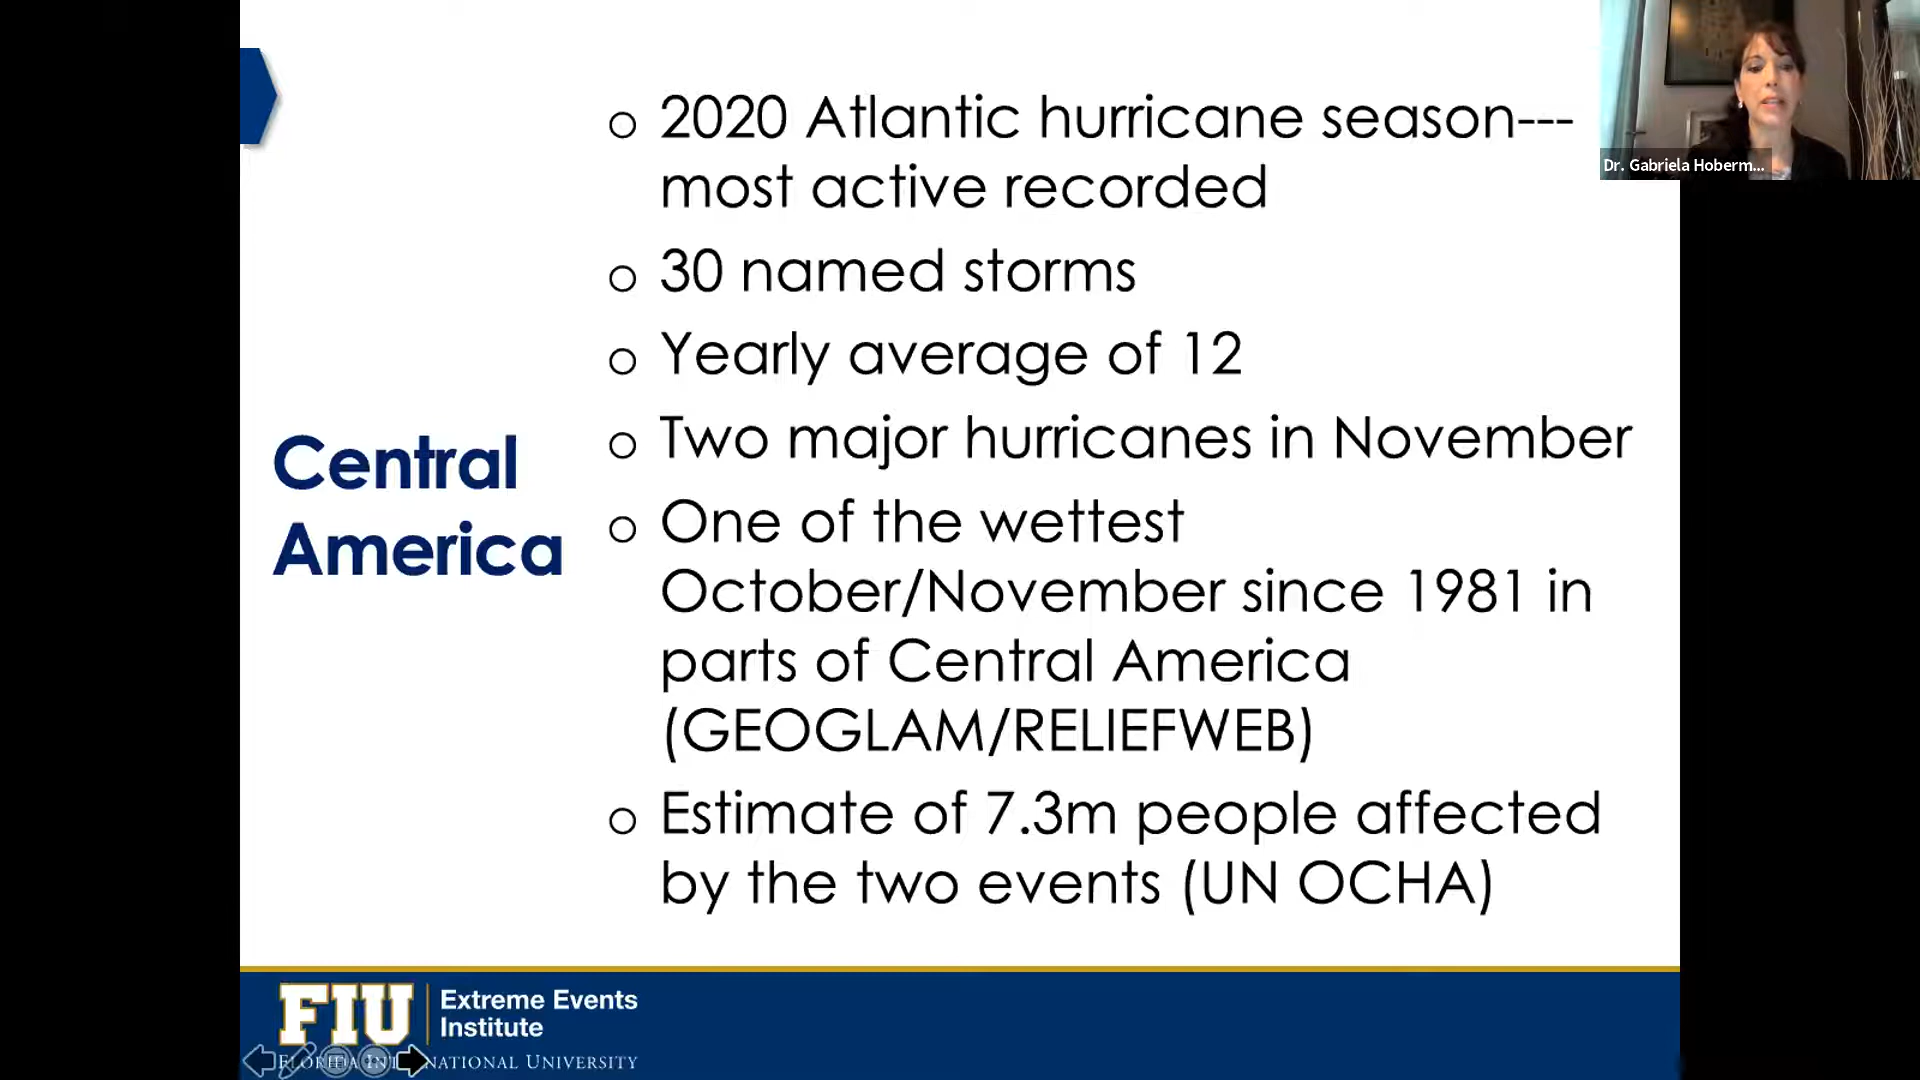 Central
America
o 2020 Atlantic hurricane season---
most active recorded
o 30 named storms
o Yearly average of 12
o Two major hurricanes in November
o One of the wettest
October/November since 1981 in
parts of Central America
(GEOGLAM/RELIEFWEB)
o Estimate of 7.3m people affected
by the two events (UN OCHA)
Dr. Gabriela Hoberm...
FIU
Extreme Events
Institute
FLORIDA INTERNATIONAL UNIVERSITY